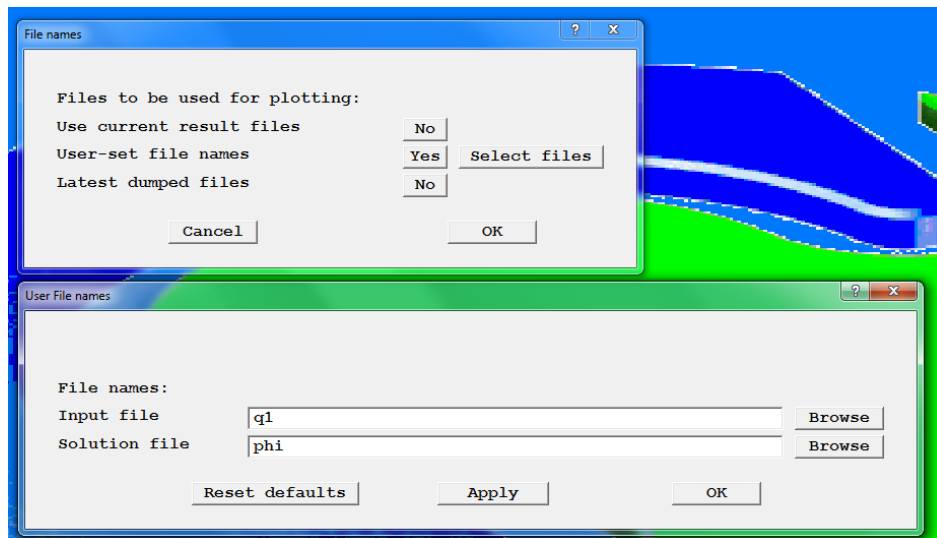 File names
Files to be used for plotting:
Use current result files No
User-set file names Yes Select files
Latest dumped files No
Cancel OK
User File names
File names:
Input file q1 Browse
Solution file phi Browse
Reset defaults Apply OK